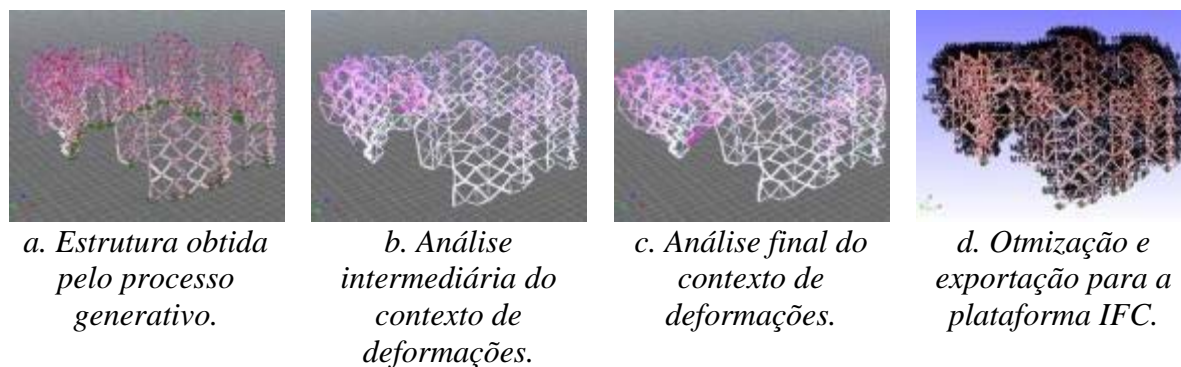 a. Estrutura obtida
pelo processo
generativo.
b. Análise
intermediária do
contexto de
deformações.
c. Análise final do
contexto de
deformações.
d. Otmização e
exportação para a
plataforma IFC.